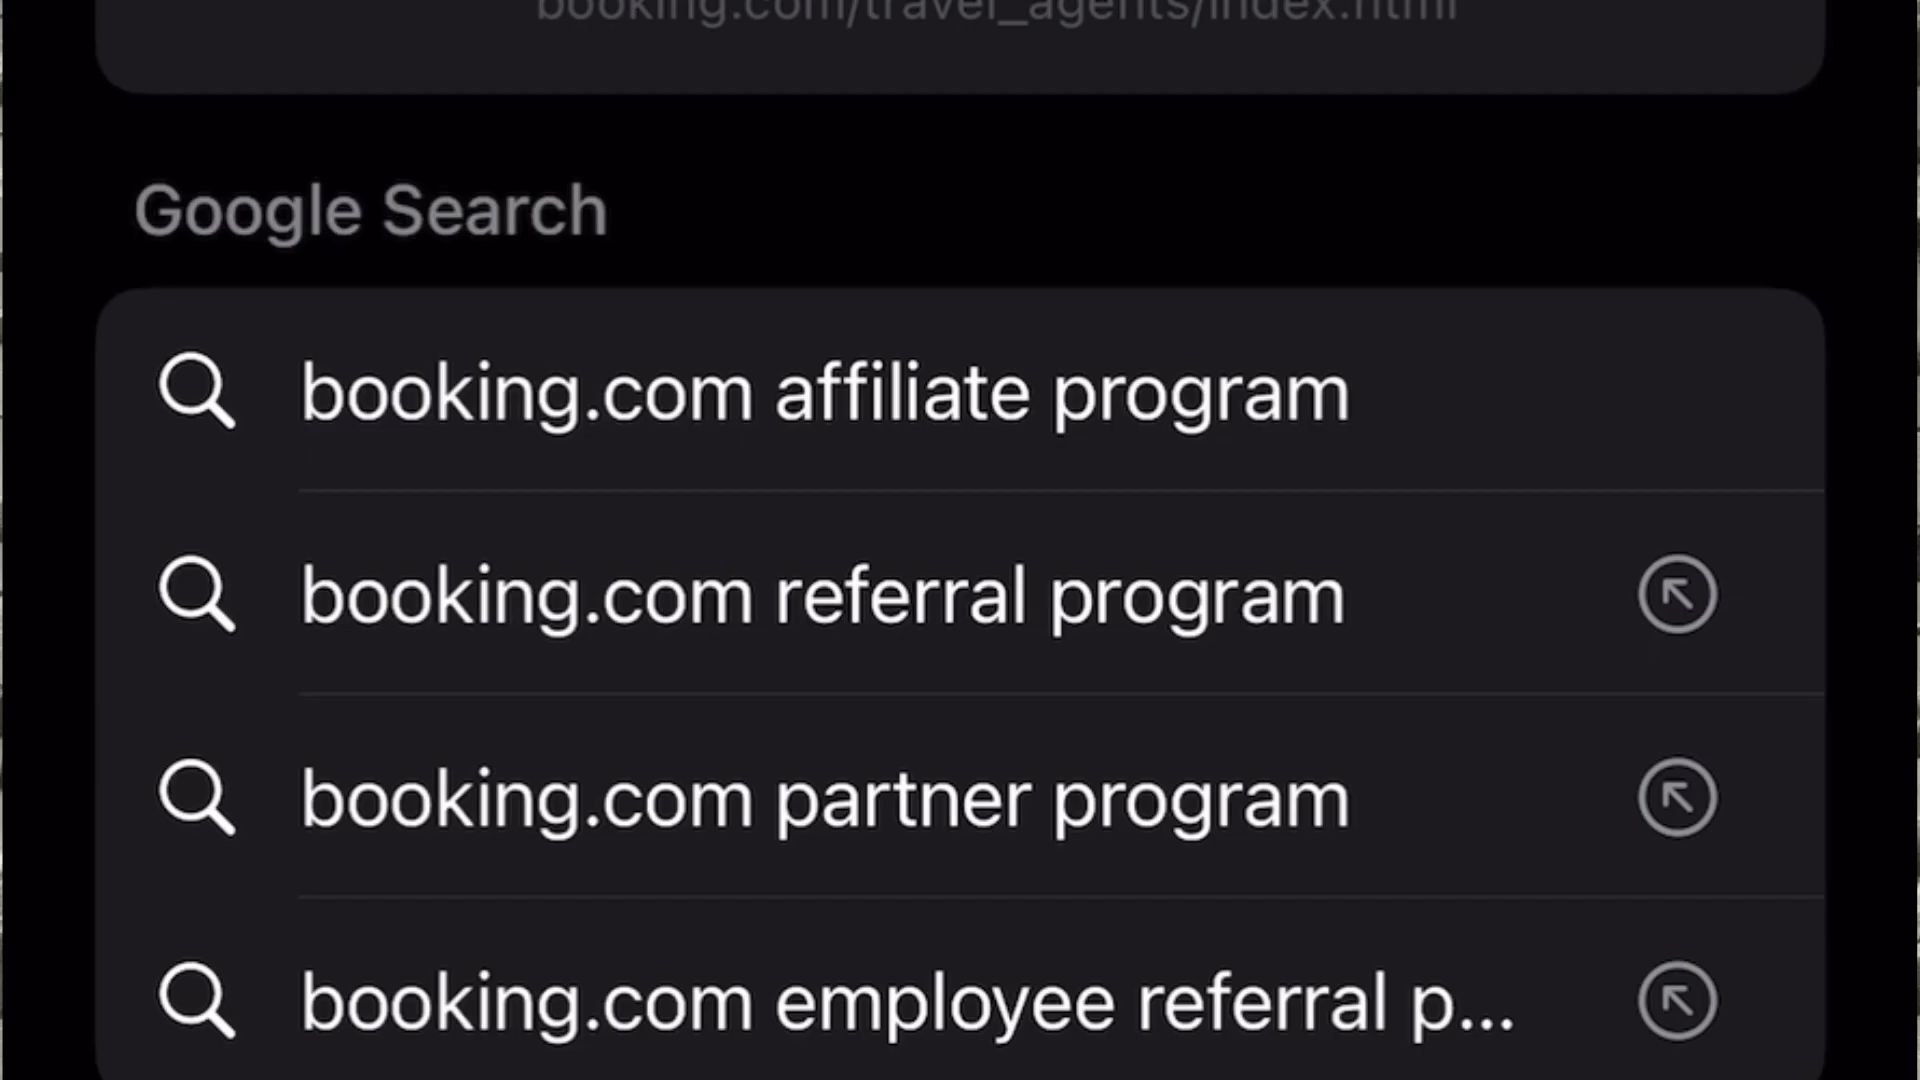 booking.com/travel_agents/index.html
Google Search
booking.com affiliate program
booking.com referral program
booking.com partner program
booking.com employee referral p...